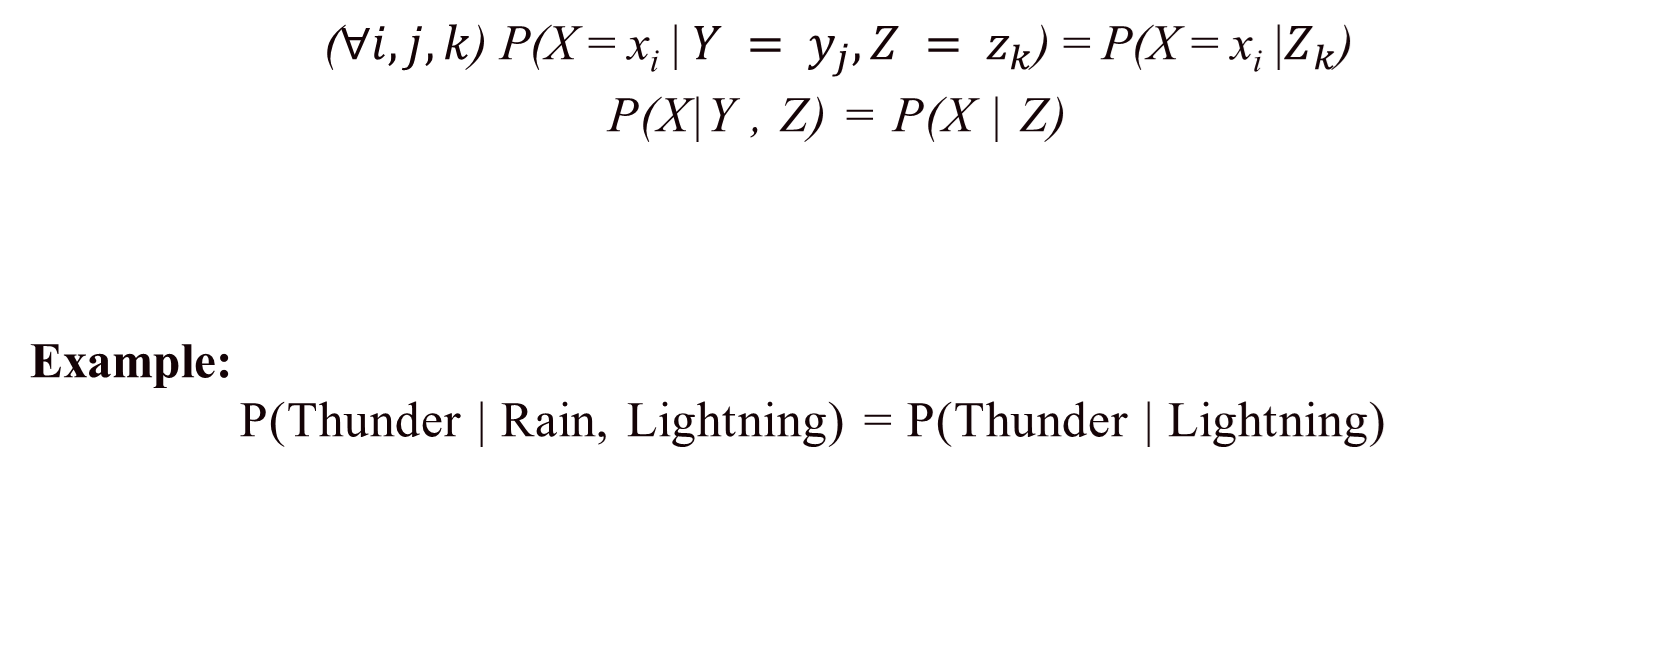 (∀i, j, k) P(X = xᵢ | Y = yⱼ, Z = zₖ) = P(X = xᵢ |Zₖ)
P(X| Y , Z) = P(X | Z)
Example:
P(Thunder | Rain, Lightning) = P(Thunder | Lightning)